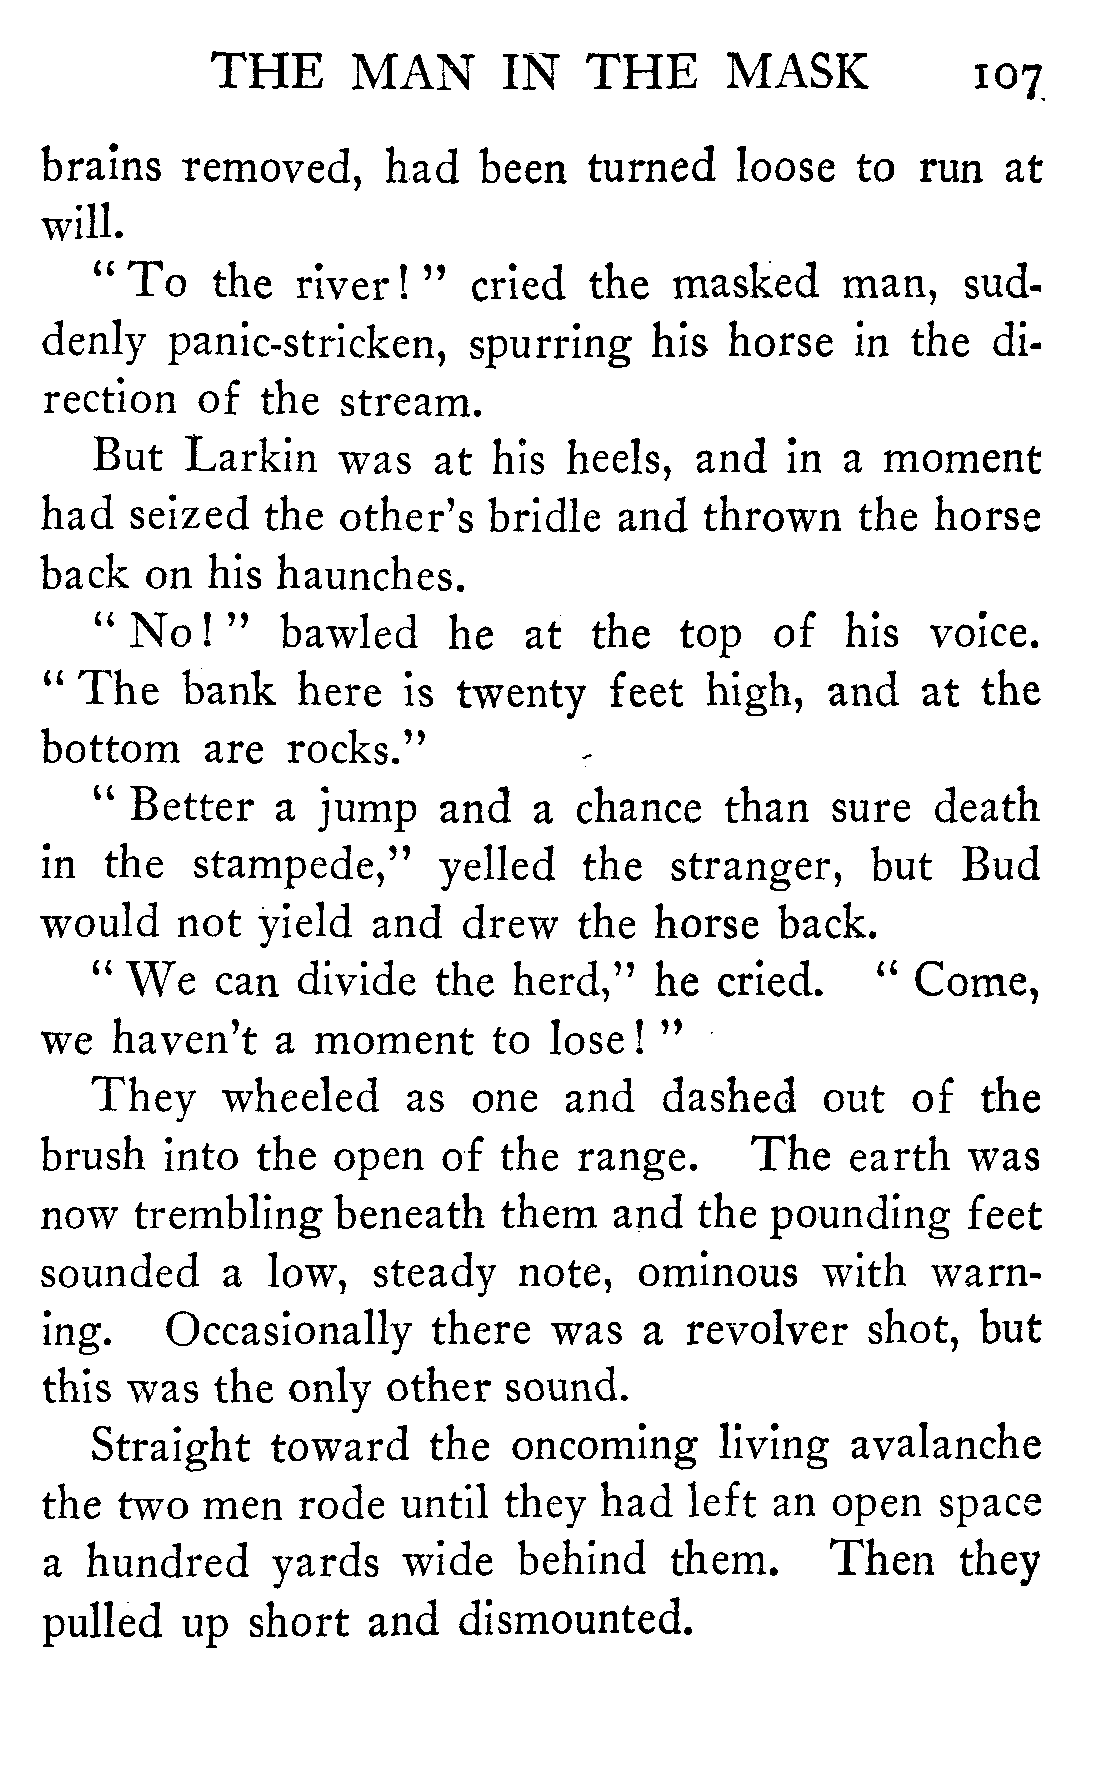 THE MAN IN THE MASK 107
brains removed, had been turned loose to run at
will.
" To the river! " cried the masked man, sud-
denly panic-stricken, spurring his horse in the di-
rection of the stream.
But Larkin was at his heels, and in a moment
had seized the other's bridle and thrown the horse
back on his haunches.
" No! " bawled he at the top of his voice.
" The bank here is twenty feet high, and at the
bottom are rocks."
" Better a jump and a chance than sure death
in the stampede," yelled the stranger, but Bud
would not yield and drew the horse back.
" We can divide the herd," he cried. " Come,
we haven't a moment to lose! "
They wheeled as one and dashed out of the
brush into the open of the range. The earth was
now trembling beneath them and the pounding feet
sounded a low, steady note, ominous with warn-
ing. Occasionally there was a revolver shot, but
this was the only other sound.
Straight toward the oncoming living avalanche
the two men rode until they had left an open space
a hundred yards wide behind them. Then they
pulled up short and dismounted.